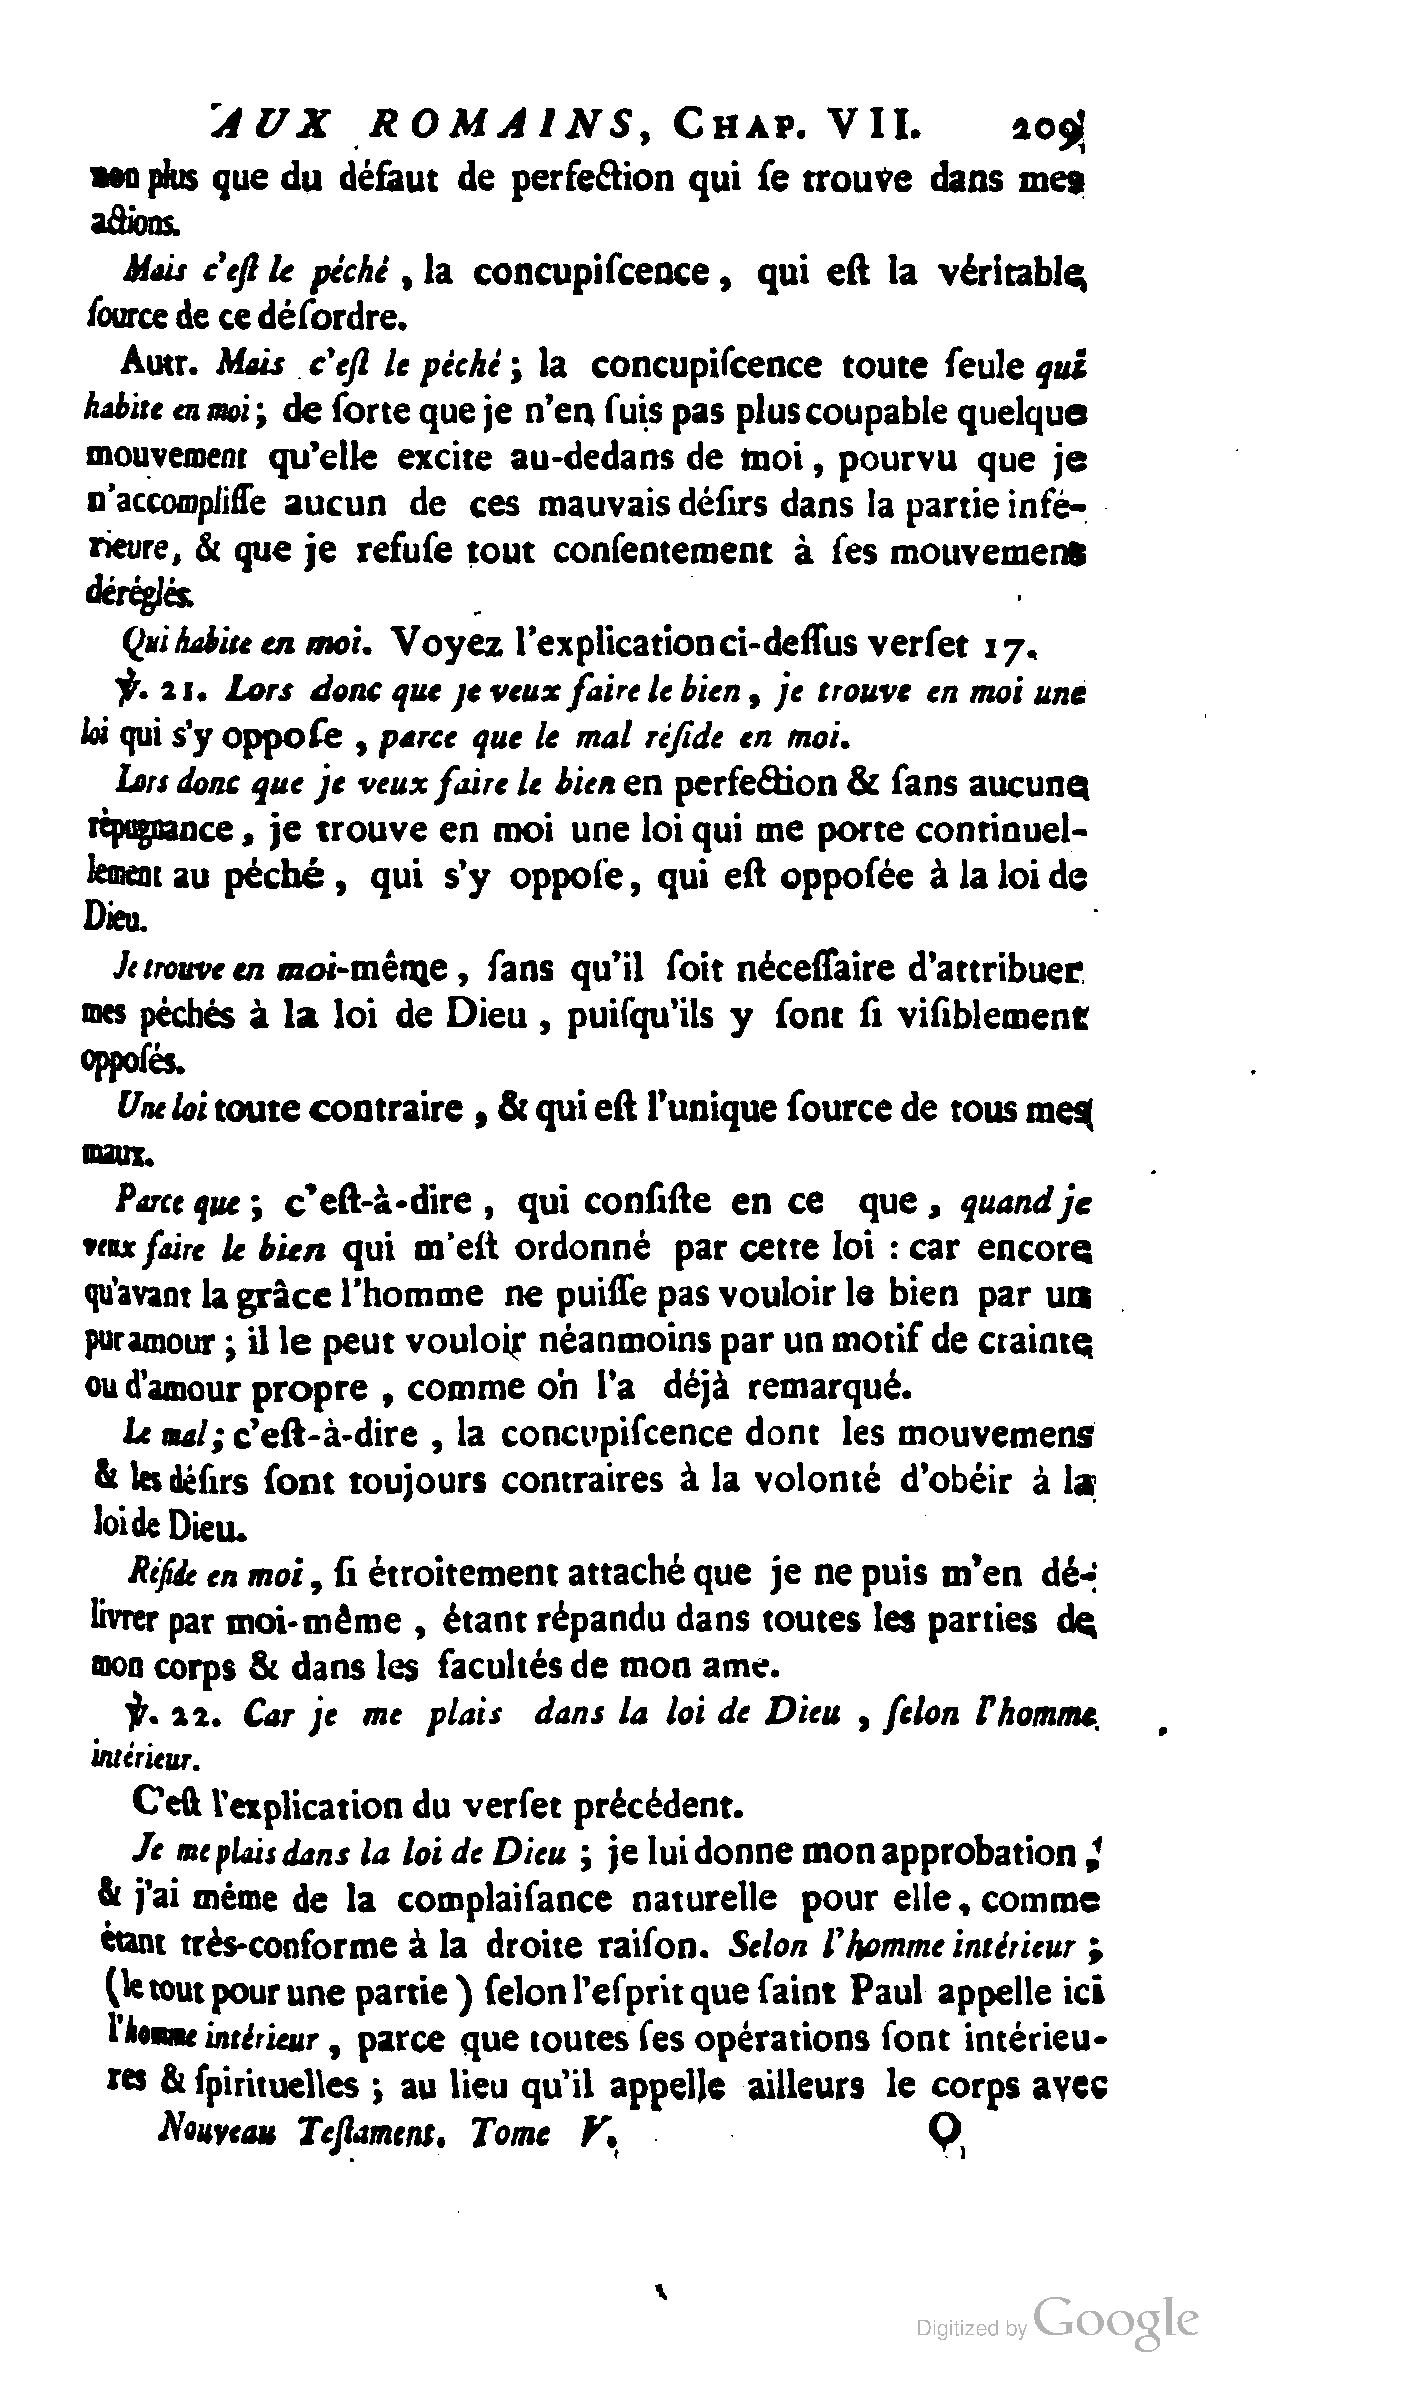 AUX ROMAINS, CHAP. VII. 209
non plus que du défaut de perfection qui ſe trouve dans mes
actions.
Mais c'eſt le péché, la concupiſcence, qui eſt la véritable
ſource de ce déſordre.
Autr. Mais c'eſt le péché; la concupiſcence toute ſeule qui
habite en moi; de ſorte que je n'en ſuis pas plus coupable quelque
mouvement qu'elle excite au-dedans de moi, pourvu que je
n'accompliſſe aucun de ces mauvais déſirs dans la partie infé-
rieure, & que je refuſe tout conſentement à ſes mouvemens
déréglés.
Qui habite en moi. Voyez l'explication ci-deſſus verſet 17.
℣. 21. Lors donc que je veux faire le bien, je trouve en moi une
loi qui s'y oppoſe, parce que le mal réſide en moi.
Lors donc que je veux faire le bien en perfection & ſans aucune
répugnance, je trouve en moi une loi qui me porte continuel-
lement au péché, qui s'y oppoſe, qui eſt oppoſée à la loi de
Dieu.
Je trouve en moi-même, ſans qu'il ſoit néceſſaire d'attribuer
mes péchés à la loi de Dieu, puiſqu'ils y ſont ſi viſiblement
oppoſés.
Une loi toute contraire, & qui eſt l'unique ſource de tous mes
maux.
Parce que; c'eſt-à-dire, qui conſiſte en ce que, quand je
veux faire le bien qui m'eſt ordonné par cette loi : car encore
qu'avant la grâce l'homme ne puiſſe pas vouloir le bien par un
pur amour; il le peut vouloir néanmoins par un motif de crainte
ou d'amour propre, comme on l'a déjà remarqué.
Le mal; c'eſt-à-dire, la concupiſcence dont les mouvemens
& les déſirs ſont toujours contraires à la volonté d'obéir à la
loi de Dieu.
Réſide en moi, ſi étroitement attaché que je ne puis m'en dé-
livrer par moi-même, étant répandu dans toutes les parties de
mon corps & dans les facultés de mon ame.
℣. 22. Car je me plais dans la loi de Dieu, ſelon l'homme
intérieur.
C'eſt l'explication du verſet précédent.
Je me plais dans la loi de Dieu; je lui donne mon approbation,
& j'ai même de la complaiſance naturelle pour elle, comme
étant très-conforme à la droite raiſon. Selon l'homme intérieur;
(le tout pour une partie) ſelon l'eſprit que ſaint Paul appelle ici
l'homme intérieur, parce que toutes ſes opérations ſont intérieu-
res & ſpirituelles; au lieu qu'il appelle ailleurs le corps avec
Nouveau Teſtament. Tome V. O
Digitized by Google